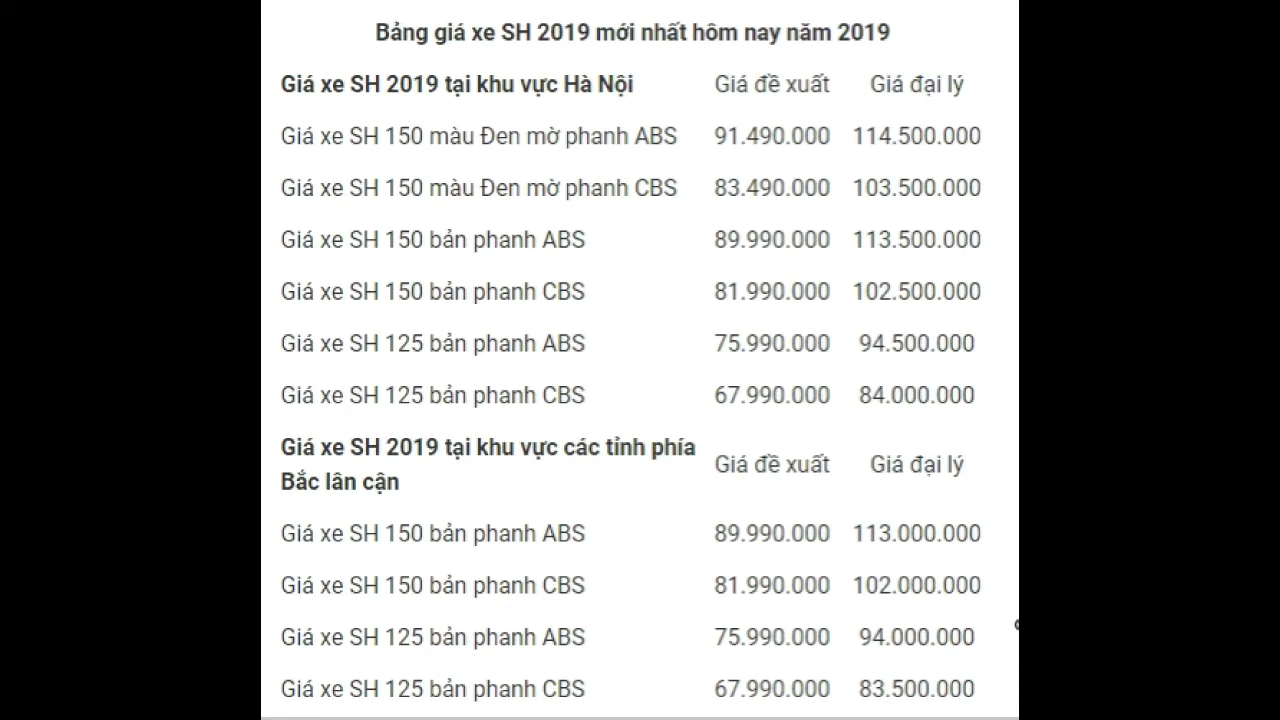 Bảng giá xe SH 2019 mới nhất hôm nay năm 2019
Giá xe SH 2019 tại khu vực Hà Nội Giá đề xuất Giá đại lý
Giá xe SH 150 màu Đen mờ phanh ABS 91.490.000 114.500.000
Giá xe SH 150 màu Đen mờ phanh CBS 83.490.000 103.500.000
Giá xe SH 150 bản phanh ABS 89.990.000 113.500.000
Giá xe SH 150 bản phanh CBS 81.990.000 102.500.000
Giá xe SH 125 bản phanh ABS 75.990.000 94.500.000
Giá xe SH 125 bản phanh CBS 67.990.000 84.000.000
Giá xe SH 2019 tại khu vực các tỉnh phía
Bắc lân cận
Giá đề xuất Giá đại lý
Giá xe SH 150 bản phanh ABS 89.990.000 113.000.000
Giá xe SH 150 bản phanh CBS 81.990.000 102.000.000
Giá xe SH 125 bản phanh ABS 75.990.000 94.000.000
Giá xe SH 125 bản phanh CBS 67.990.000 83.500.000